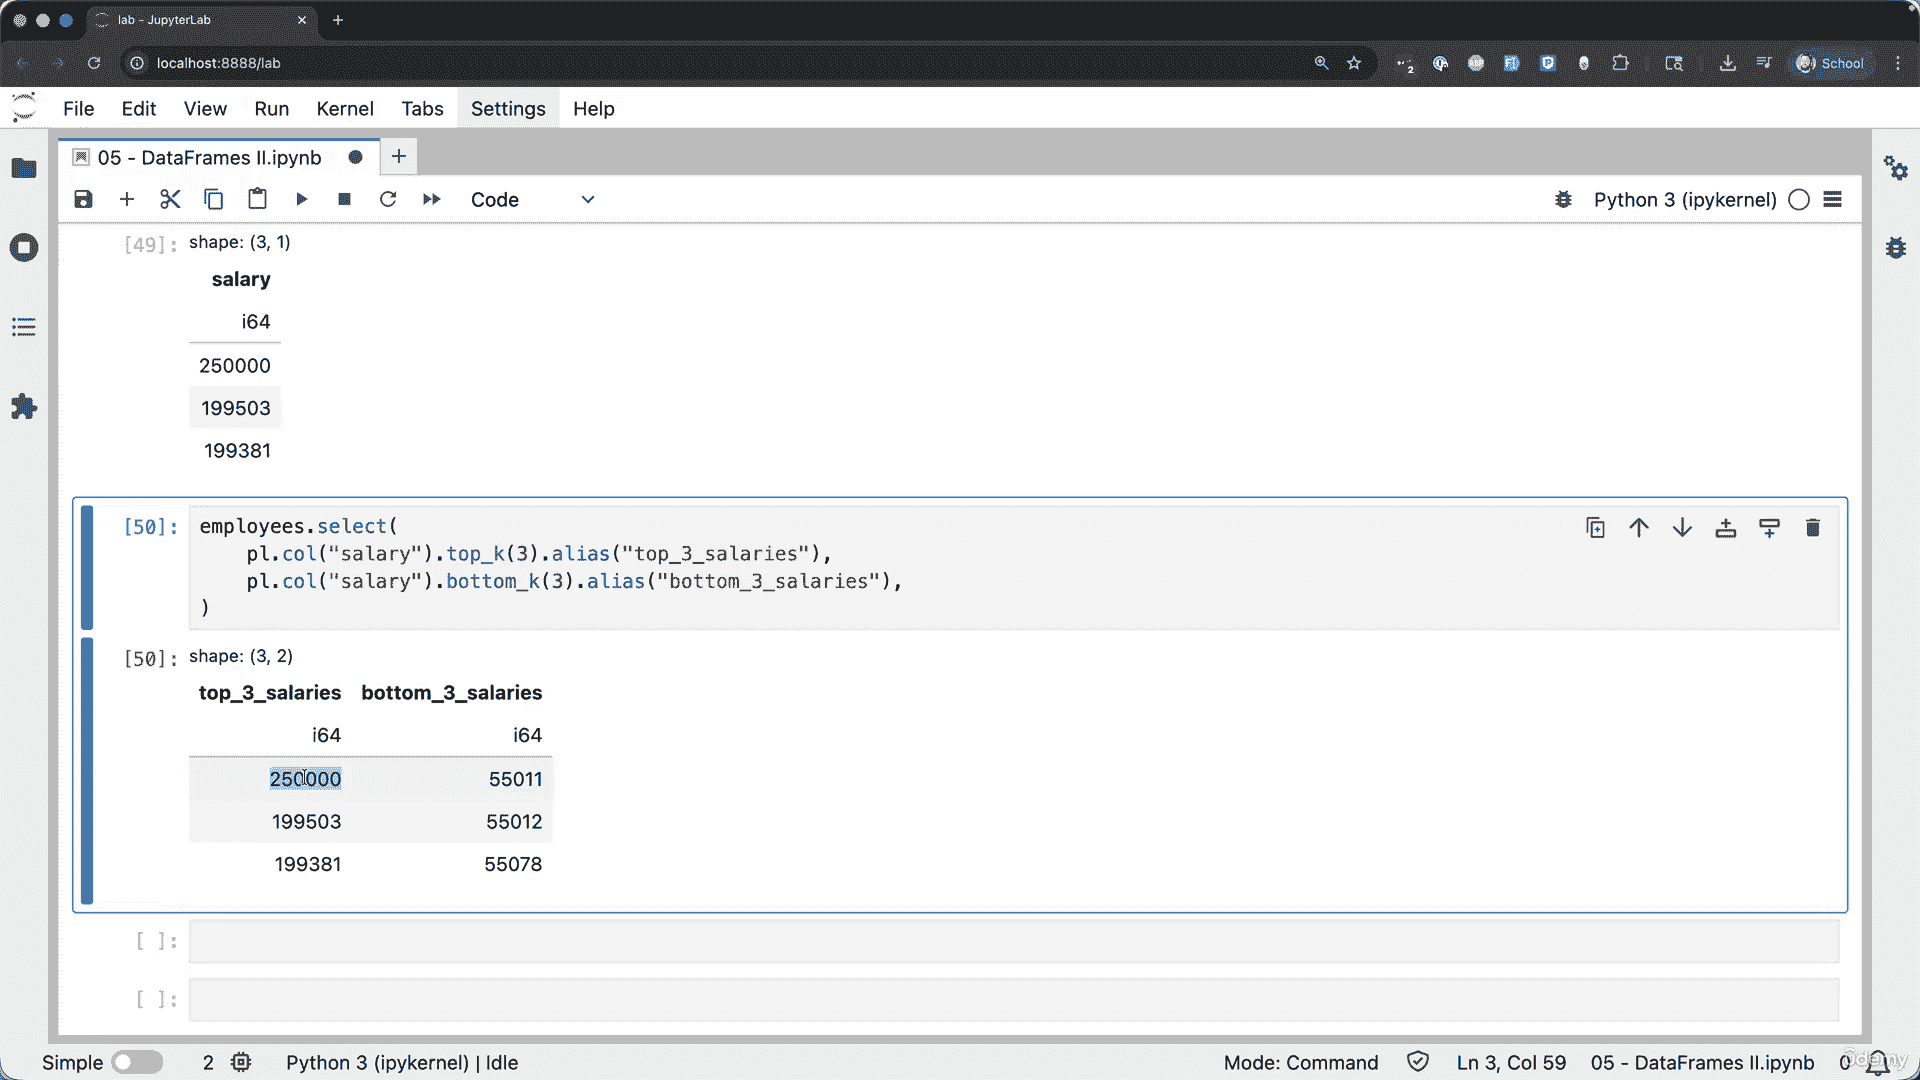 lab - JupyterLab
localhost:8888/lab
2
School
File Edit View Run Kernel Tabs Settings Help
05 - DataFrames II.ipynb
Code
Python 3 (ipykernel)
[49]: shape: (3, 1)
salary
i64
250000
199503
199381
[50]: employees.select(
pl.col("salary").top_k(3).alias("top_3_salaries"),
pl.col("salary").bottom_k(3).alias("bottom_3_salaries"),
)
[50]: shape: (3, 2)
top_3_salaries bottom_3_salaries
i64 i64
250000 55011
199503 55012
199381 55078
[ ]:
[ ]:
Simple 2 Python 3 (ipykernel) | Idle Mode: Command Ln 3, Col 59 05 - DataFrames II.ipynb 0
Udemy